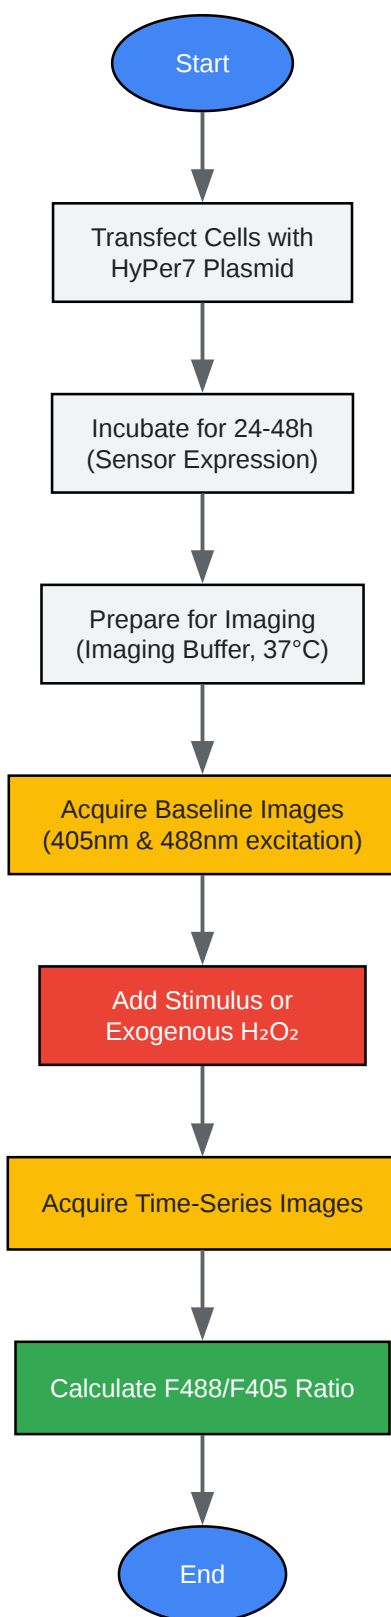 Start
Transfect Cells with
HyPer7 Plasmid
Incubate for 24-48h
(Sensor Expression)
Prepare for Imaging
(Imaging Buffer, 37°C)
Acquire Baseline Images
(405nm & 488nm excitation)
Add Stimulus or
Exogenous H₂O₂
Acquire Time-Series Images
Calculate F488/F405 Ratio
End